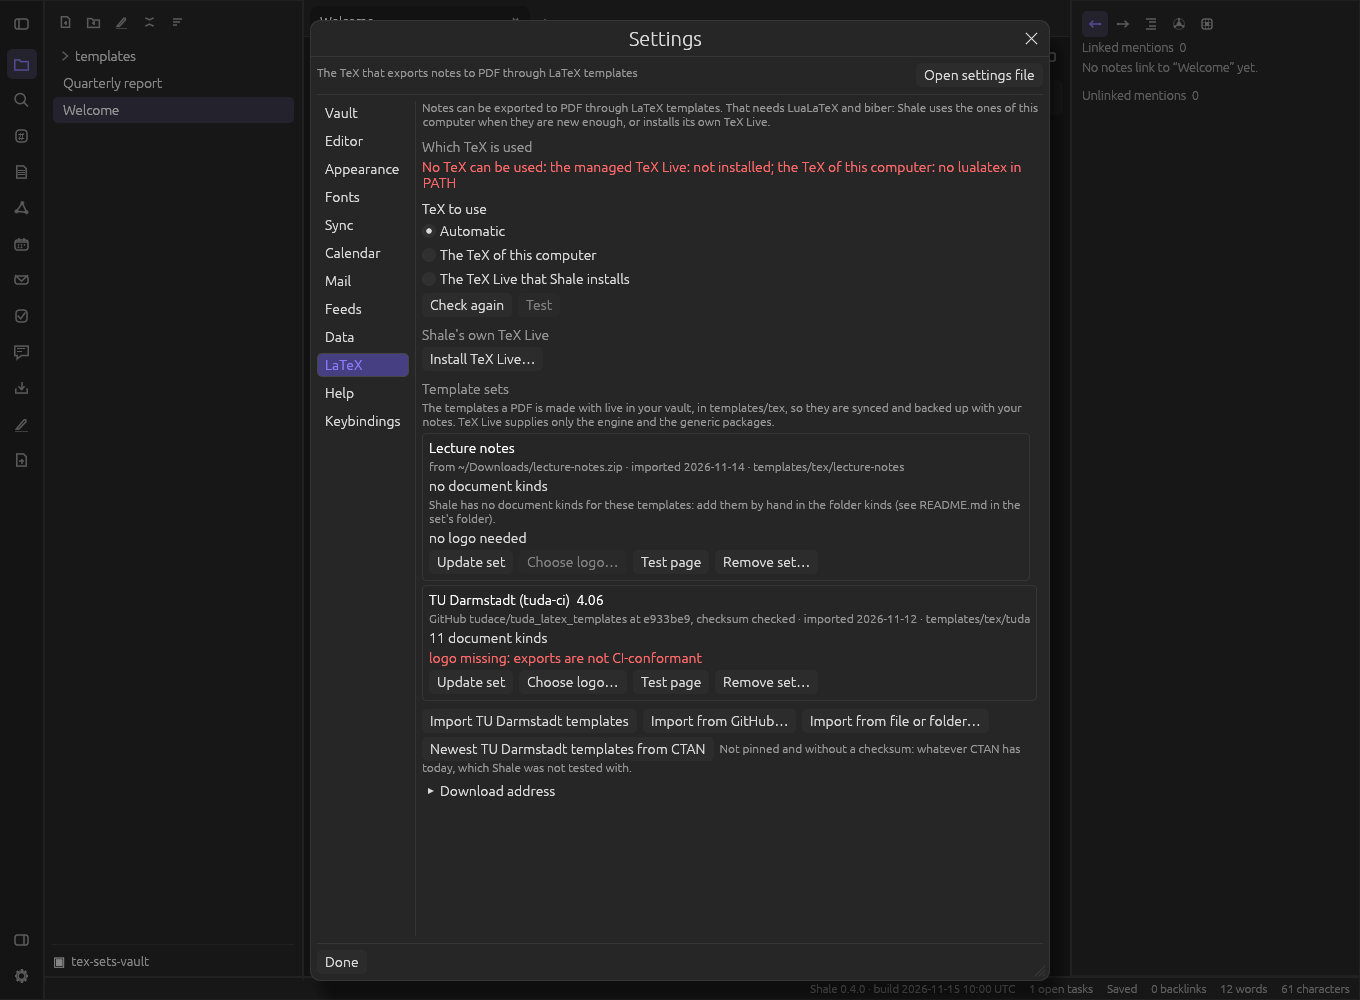 Settings
The TeX that exports notes to PDF through LaTeX templates
Open settings file
templates
Quarterly report
Welcome
tex-sets-vault
Vault
Editor
Appearance
Fonts
Sync
Calendar
Mail
Feeds
Data
LaTeX
Help
Keybindings
Notes can be exported to PDF through LaTeX templates. That needs LuaLaTeX and biber: Shale uses the ones of this
computer when they are new enough, or installs its own TeX Live.
Which TeX is used
No TeX can be used: the managed TeX Live: not installed; the TeX of this computer: no lualatex in
PATH
TeX to use
Automatic
The TeX of this computer
The TeX Live that Shale installs
Check again Test
Shale's own TeX Live
Install TeX Live…
Template sets
The templates a PDF is made with live in your vault, in templates/tex, so they are synced and backed up with your
notes. TeX Live supplies only the engine and the generic packages.
Lecture notes
from ~/Downloads/lecture-notes.zip · imported 2026-11-14 · templates/tex/lecture-notes
no document kinds
Shale has no document kinds for these templates: add them by hand in the folder kinds (see README.md in the
set's folder).
no logo needed
Update set Choose logo… Test page Remove set…
TU Darmstadt (tuda-ci) 4.06
GitHub tudace/tuda_latex_templates at e933be9, checksum checked · imported 2026-11-12 · templates/tex/tuda
11 document kinds
logo missing: exports are not CI-conformant
Update set Choose logo… Test page Remove set…
Import TU Darmstadt templates Import from GitHub… Import from file or folder…
Newest TU Darmstadt templates from CTAN Not pinned and without a checksum: whatever CTAN has
today, which Shale was not tested with.
Download address
Done
Linked mentions 0
No notes link to “Welcome” yet.
Unlinked mentions 0
Shale 0.4.0 · build 2026-11-15 10:00 UTC 1 open tasks Saved 0 backlinks 12 words 61 characters